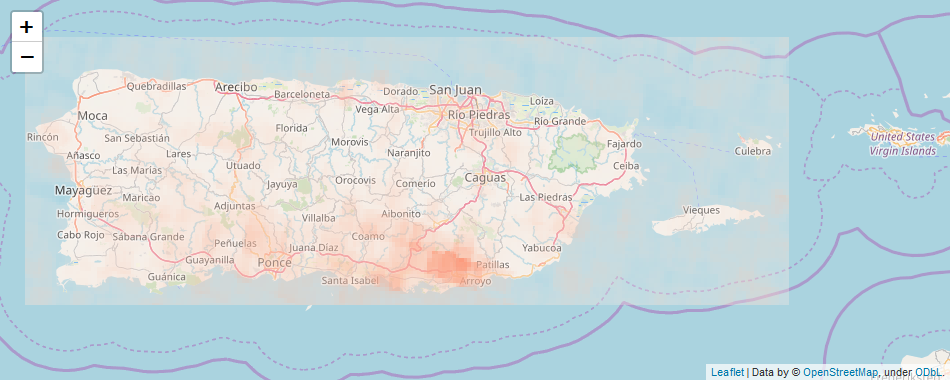 +
−
Quebradillas
Arecibo
San Juan
Barceloneta
Dorado
Loíza
Moca
Vega Alta
Río Piedras
Río Grande
Florida
Trujillo Alto
Rincón
San Sebastián
Morovis
Fajardo
United States
Virgin Islands
Añasco
Lares
Naranjito
Culebra
Las Marías
Utuado
Ceiba
Mayagüez
Jayuya
Orocovis
Comerío
Caguas
Maricao
Las Piedras
Adjuntas
Hormigueros
Villalba
Aibonito
Vieques
Cabo Rojo
Sábana Grande
Peñuelas
Juana Díaz
Coamo
Yabucoa
Guayanilla
Ponce
Patillas
Guánica
Santa Isabel
Arroyo
Leaflet | Data by © OpenStreetMap, under ODbL.